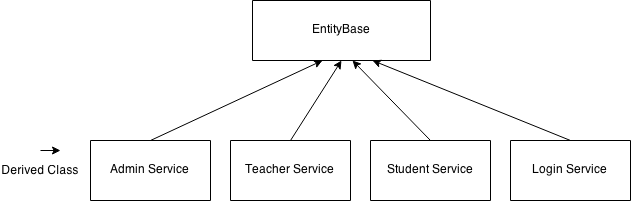 EntityBase
Admin Service
Teacher Service
Student Service
Login Service
Derived Class